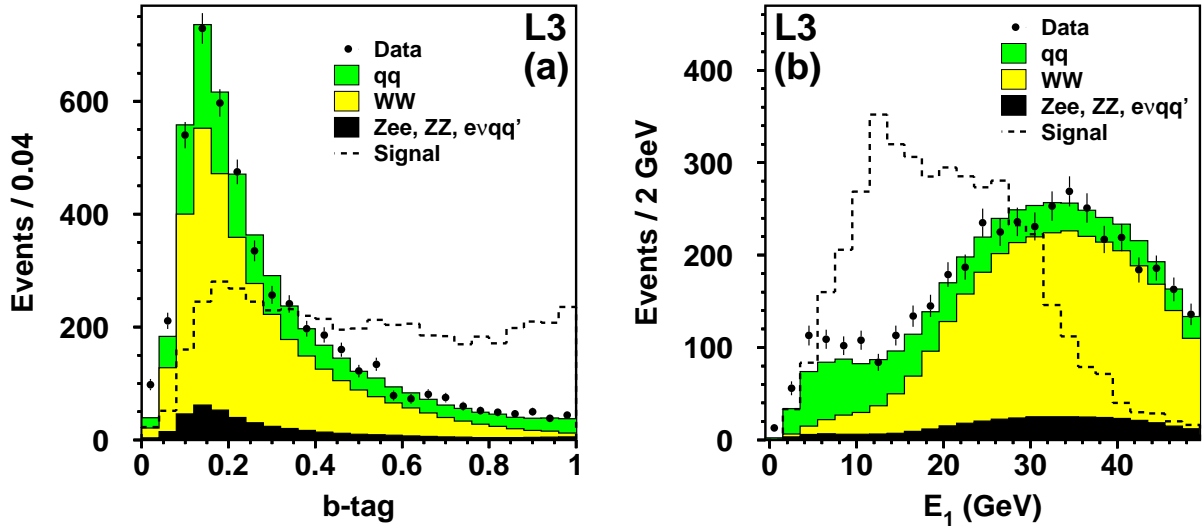 L3
(a)
Data
qq
WW
Zee, ZZ, eνqq’
Signal
Events / 0.04
0
200
400
600
0 0.2 0.4 0.6 0.8 1
b-tag
L3
(b)
Data
qq
WW
Zee, ZZ, eνqq’
Signal
Events / 2 GeV
0
100
200
300
400
0 10 20 30 40
E₁ (GeV)